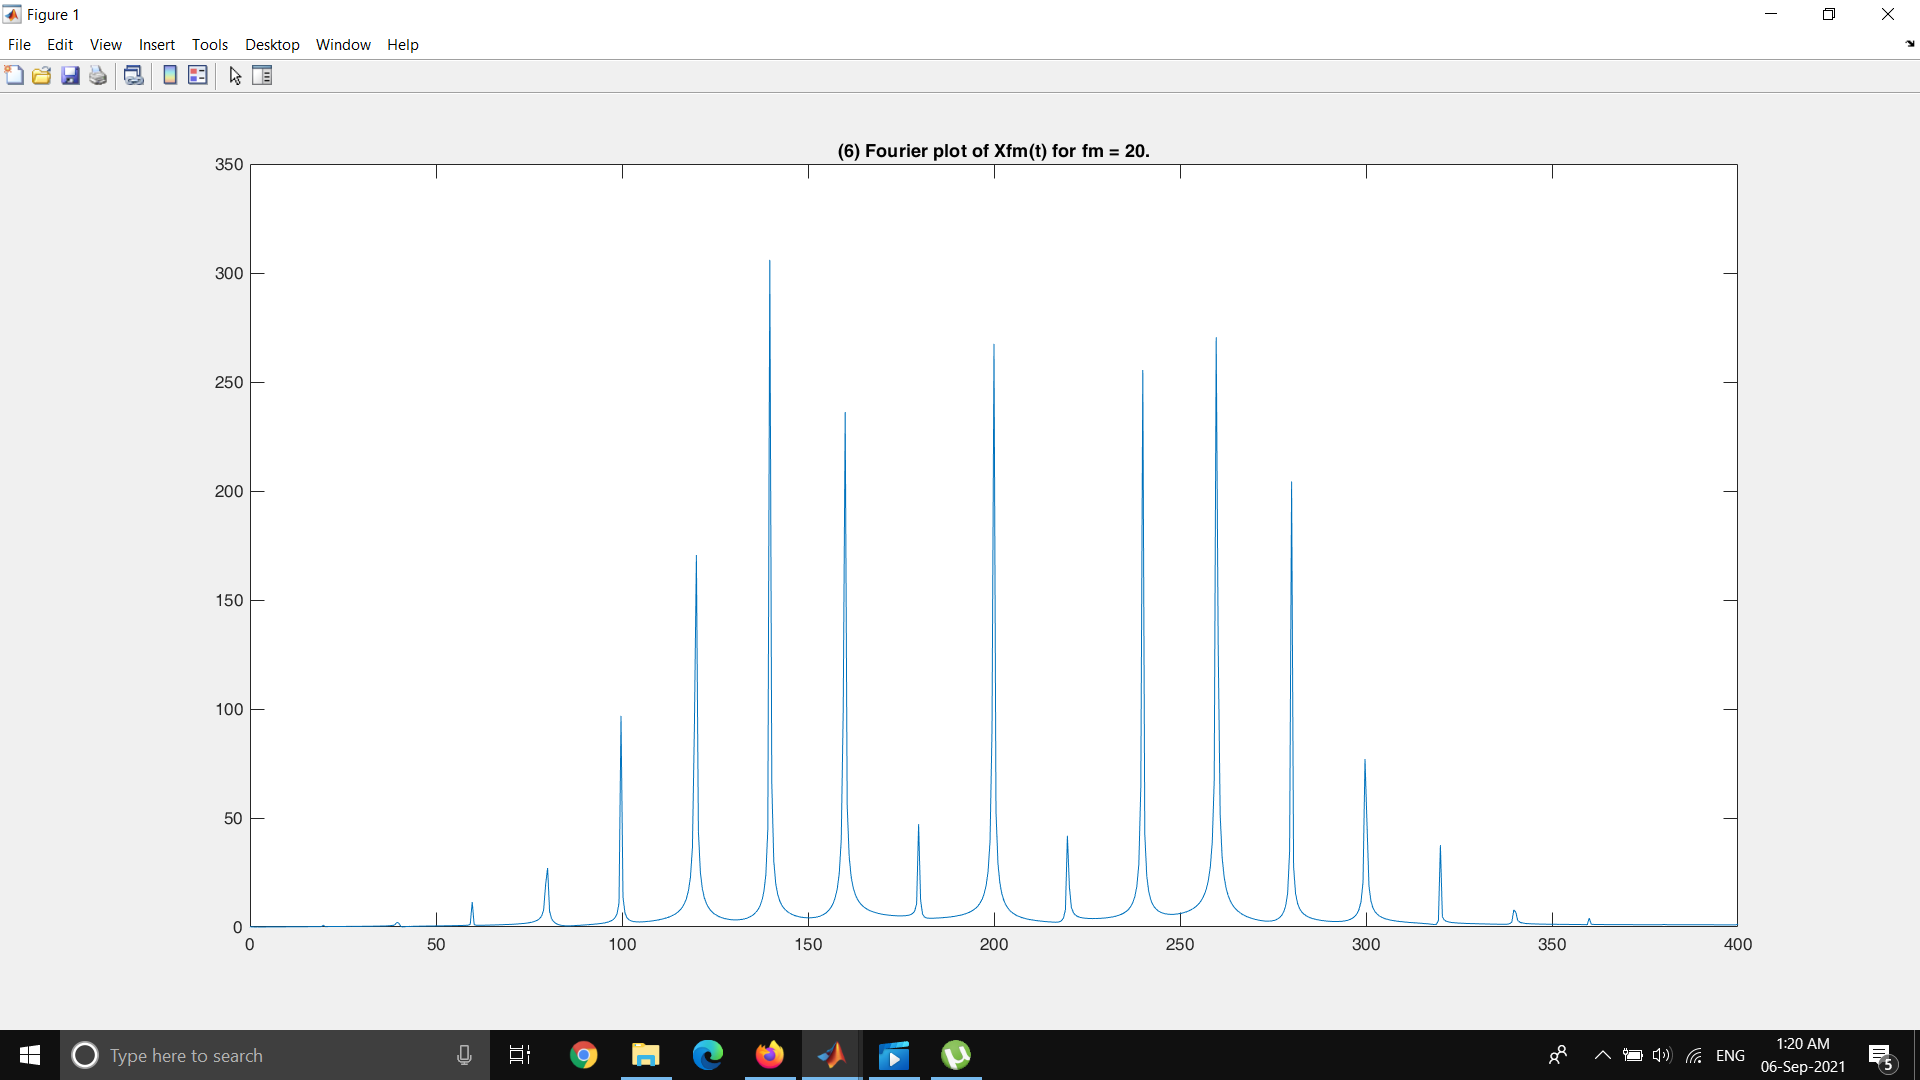 Figure 1
File Edit View Insert Tools Desktop Window Help
(6) Fourier plot of Xfm(t) for fm = 20.
350
300
250
200
150
100
50
0
0 50 100 150 200 250 300 350 400
Type here to search
ENG
1:20 AM
06-Sep-2021
5